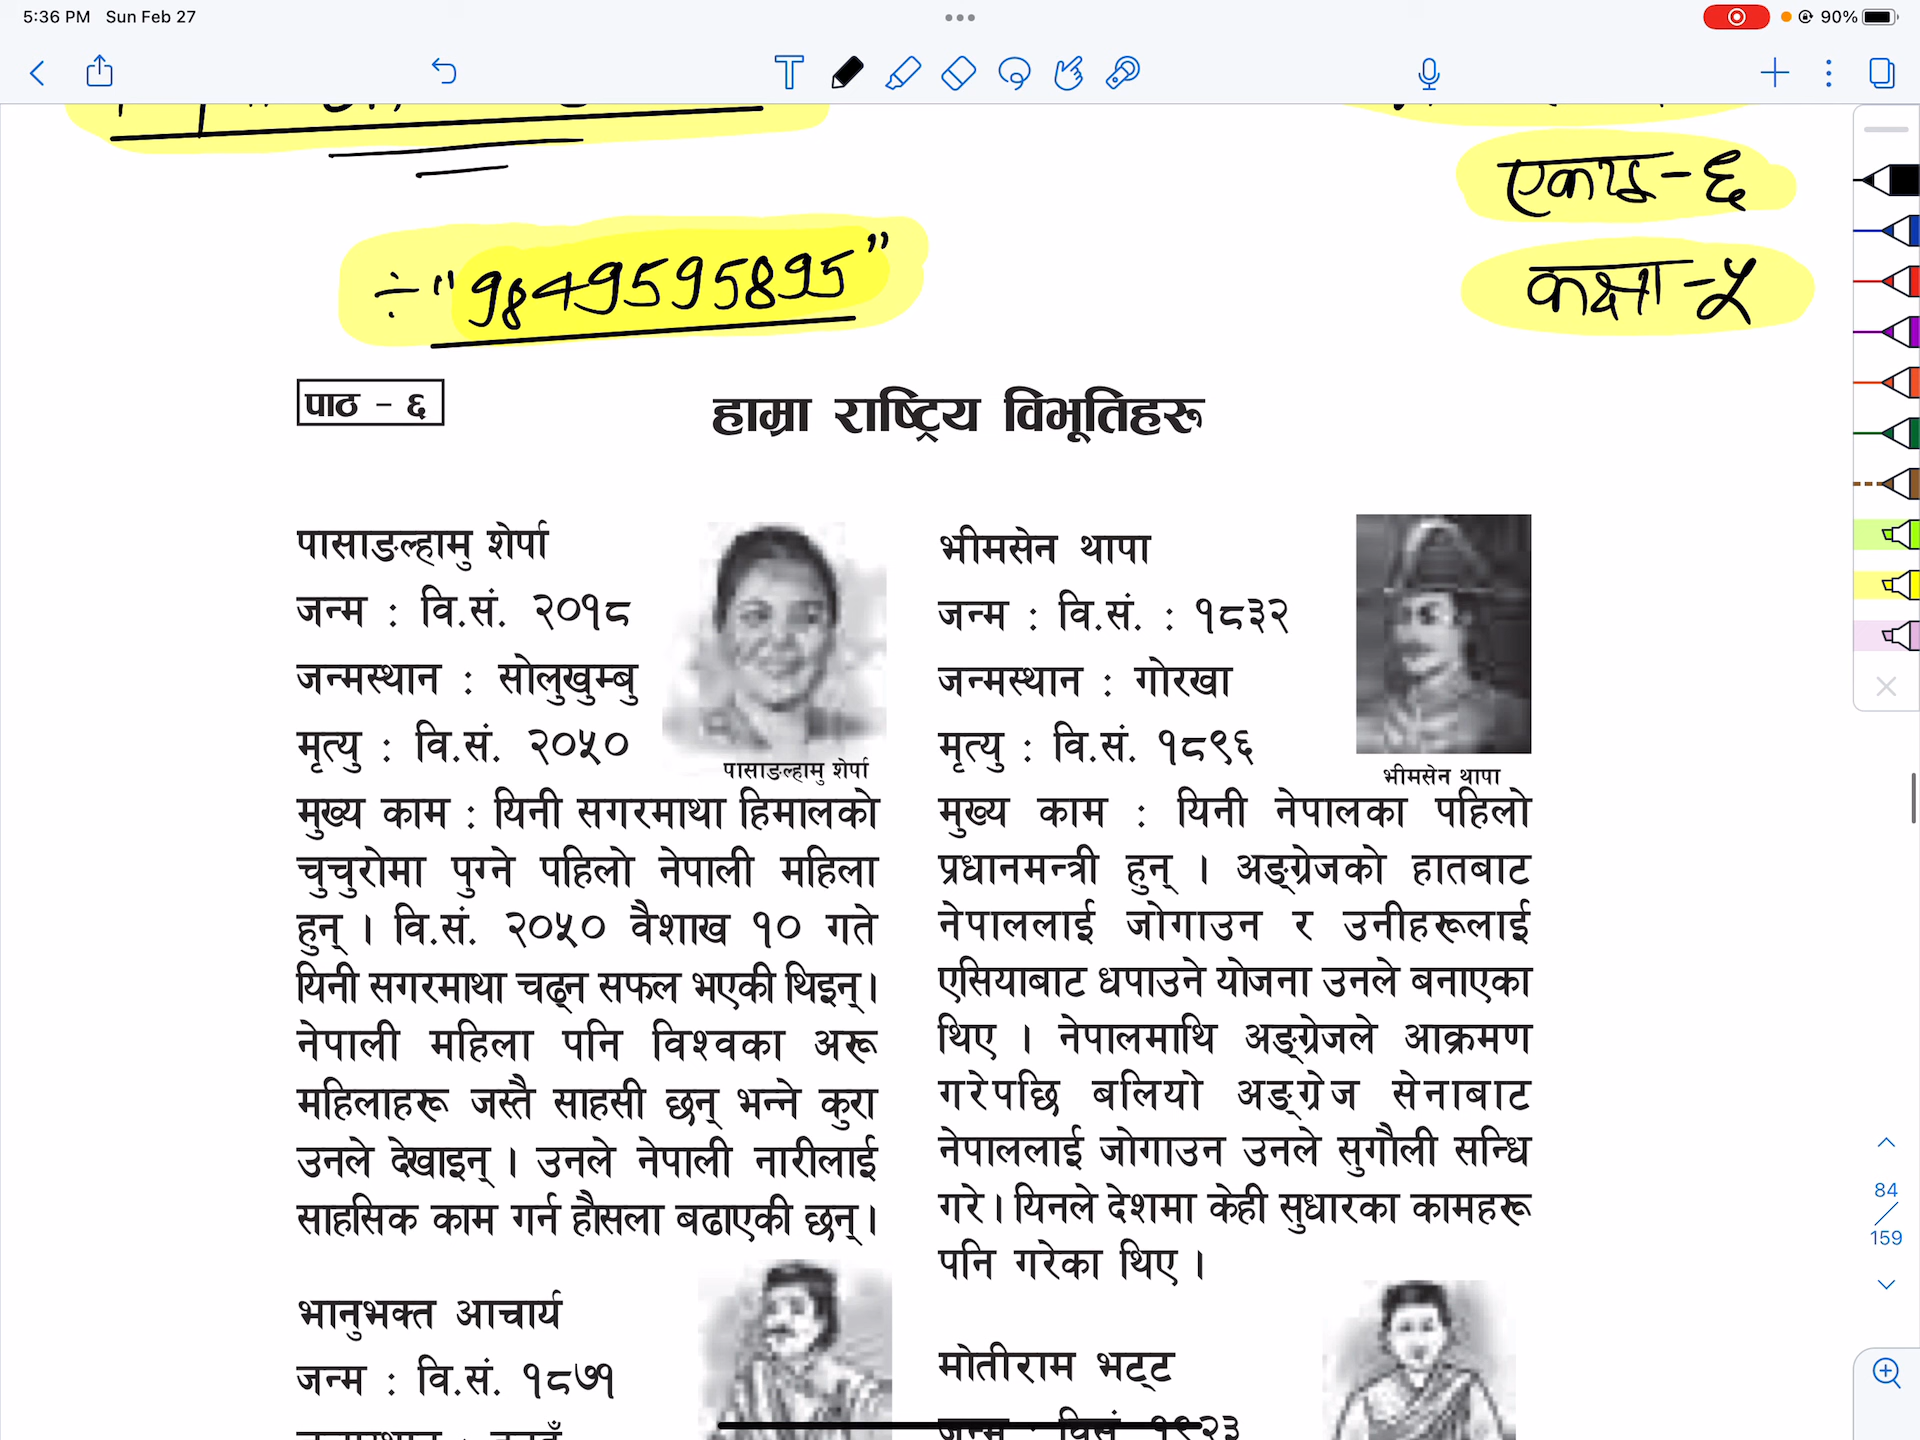 5:36 PM Sun Feb 27
90%
T
एकाइ-६
÷ "9849595895"
कक्षा-५
पाठ - ६
हाम्रा राष्ट्रिय विभूतिहरू
पासाङल्हामु शेर्पा
जन्म : वि.सं. २०१८
जन्मस्थान : सोलुखुम्बु
मृत्यु : वि.सं. २०५०
पासाङल्हामु शेर्पा
मुख्य काम : यिनी सगरमाथा हिमालको
चुचुरोमा पुग्ने पहिलो नेपाली महिला
हुन् । वि.सं. २०५० वैशाख १० गते
यिनी सगरमाथा चढ्न सफल भएकी थिइन्।
नेपाली महिला पनि विश्वका अरू
महिलाहरू जस्तै साहसी छन् भन्ने कुरा
उनले देखाइन् । उनले नेपाली नारीलाई
साहसिक काम गर्न हौसला बढाएकी छन्।
भानुभक्त आचार्य
जन्म : वि.सं. १८७१
भीमसेन थापा
जन्म : वि.सं. : १८३२
जन्मस्थान : गोरखा
मृत्यु : वि.सं. १८९६
भीमसेन थापा
मुख्य काम : यिनी नेपालका पहिलो
प्रधानमन्त्री हुन् । अङ्ग्रेजको हातबाट
नेपाललाई जोगाउन र उनीहरूलाई
एसियाबाट धपाउने योजना उनले बनाएका
थिए । नेपालमाथि अङ्ग्रेजले आक्रमण
गरेपछि बलियो अङ्ग्रेज सेनाबाट
नेपाललाई जोगाउन उनले सुगौली सन्धि
गरे। यिनले देशमा केही सुधारका कामहरू
पनि गरेका थिए ।
मोतीराम भट्ट
जन्म : वि.सं. १९२३
84
159